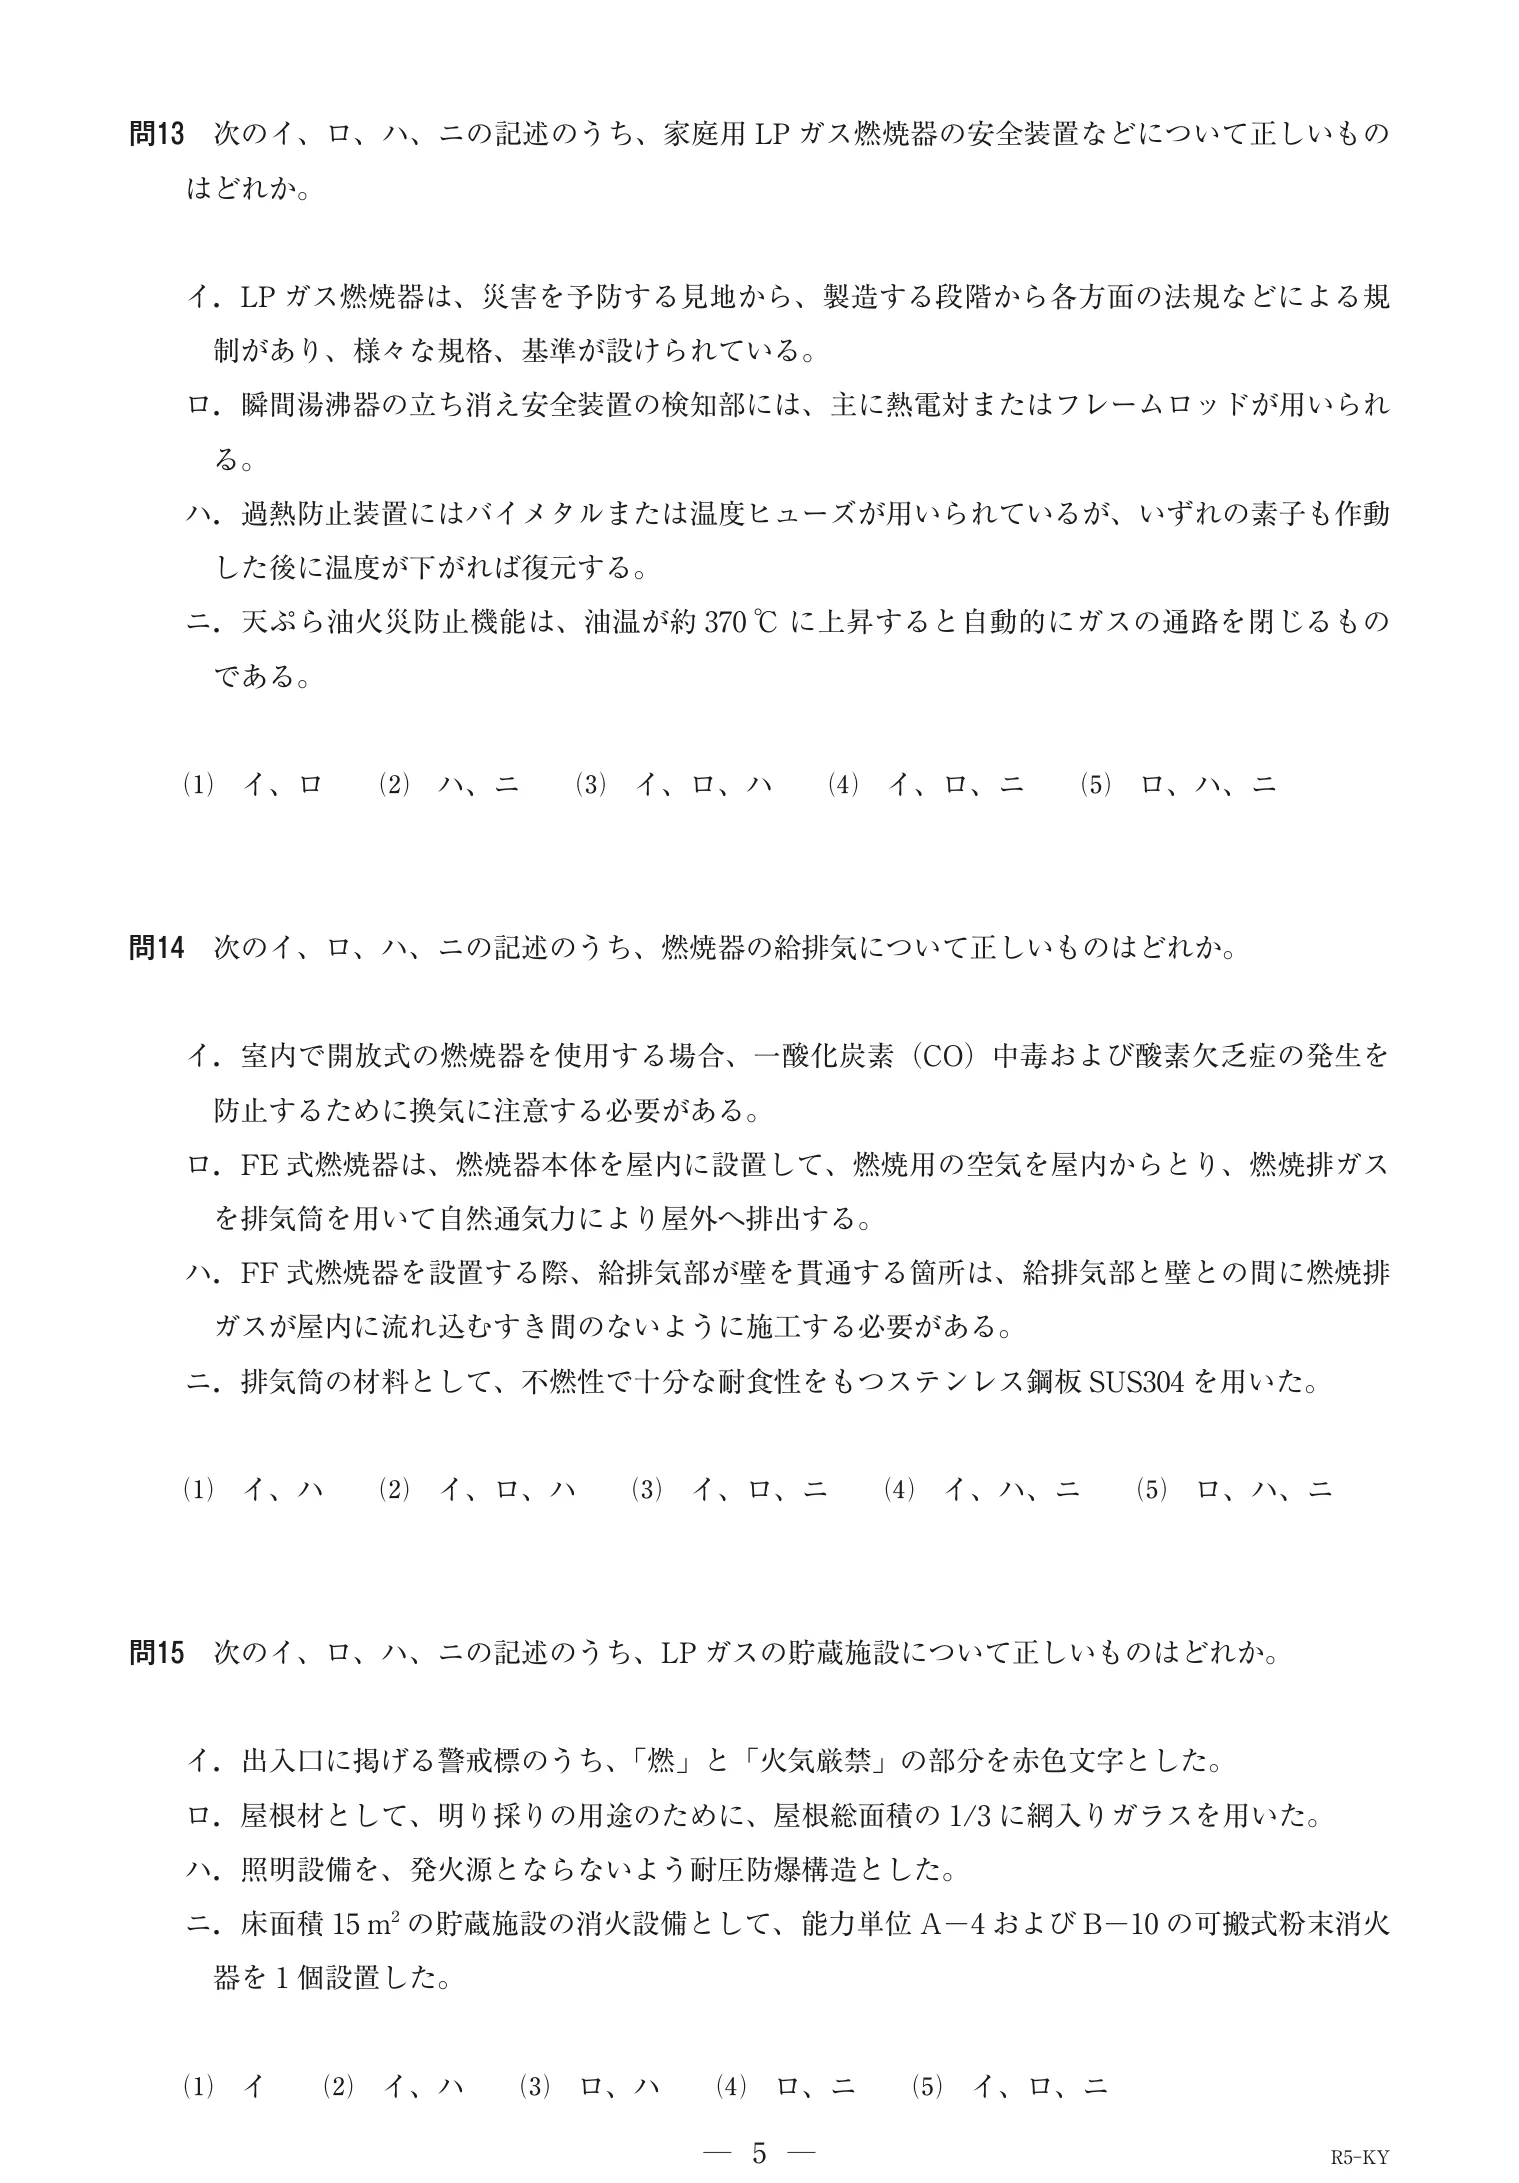 問13　次のイ、ロ、ハ、ニの記述のうち、家庭用 LP ガス燃焼器の安全装置などについて正しいもの
はどれか。
イ．LP ガス燃焼器は、災害を予防する見地から、製造する段階から各方面の法規などによる規
制があり、様々な規格、基準が設けられている。
ロ．瞬間湯沸器の立ち消え安全装置の検知部には、主に熱電対またはフレームロッドが用いられ
る。
ハ．過熱防止装置にはバイメタルまたは温度ヒューズが用いられているが、いずれの素子も作動
した後に温度が下がれば復元する。
ニ．天ぷら油火災防止機能は、油温が約 370 ℃ に上昇すると自動的にガスの通路を閉じるもの
である。
(1)　イ、ロ　　(2)　ハ、ニ　　(3)　イ、ロ、ハ　　(4)　イ、ロ、ニ　　(5)　ロ、ハ、ニ
問14　次のイ、ロ、ハ、ニの記述のうち、燃焼器の給排気について正しいものはどれか。
イ．室内で開放式の燃焼器を使用する場合、一酸化炭素（CO）中毒および酸素欠乏症の発生を
防止するために換気に注意する必要がある。
ロ．FE 式燃焼器は、燃焼器本体を屋内に設置して、燃焼用の空気を屋内からとり、燃焼排ガス
を排気筒を用いて自然通気力により屋外へ排出する。
ハ．FF 式燃焼器を設置する際、給排気部が壁を貫通する箇所は、給排気部と壁との間に燃焼排
ガスが屋内に流れ込むすき間のないように施工する必要がある。
ニ．排気筒の材料として、不燃性で十分な耐食性をもつステンレス鋼板 SUS304 を用いた。
(1)　イ、ハ　　(2)　イ、ロ、ハ　　(3)　イ、ロ、ニ　　(4)　イ、ハ、ニ　　(5)　ロ、ハ、ニ
問15　次のイ、ロ、ハ、ニの記述のうち、LP ガスの貯蔵施設について正しいものはどれか。
イ．出入口に掲げる警戒標のうち、「燃」と「火気厳禁」の部分を赤色文字とした。
ロ．屋根材として、明り採りの用途のために、屋根総面積の 1/3 に網入りガラスを用いた。
ハ．照明設備を、発火源とならないよう耐圧防爆構造とした。
ニ．床面積 15 m² の貯蔵施設の消火設備として、能力単位 A－4 および B－10 の可搬式粉末消火
器を 1 個設置した。
(1)　イ　　(2)　イ、ハ　　(3)　ロ、ハ　　(4)　ロ、ニ　　(5)　イ、ロ、ニ
― 5 ―
R5-KY